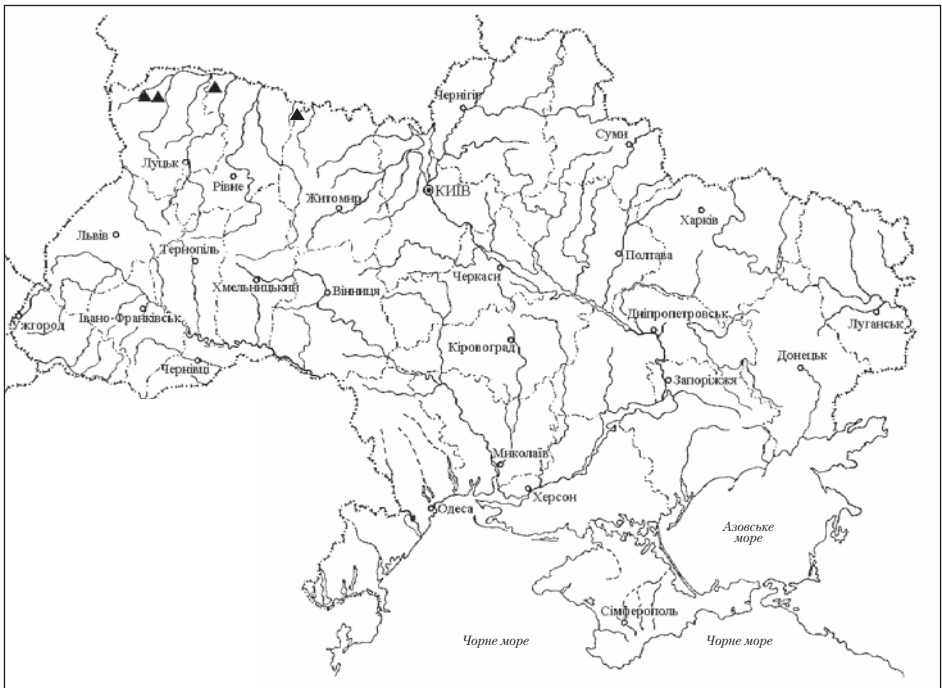 Чернігів
Суми
Луцьк
Рівне
КИЇВ
Житомир
Харків
Львів
Тернопіль
Полтава
Черкаси
Хмельницький
Вінниця
Ужгород
Івано-Франківськ
Дніпропетровськ
Луганськ
Кіровоград
Донецьк
Чернівці
Запоріжжя
Миколаїв
Херсон
Одеса
Азовське
море
Сімферополь
Чорне море
Чорне море